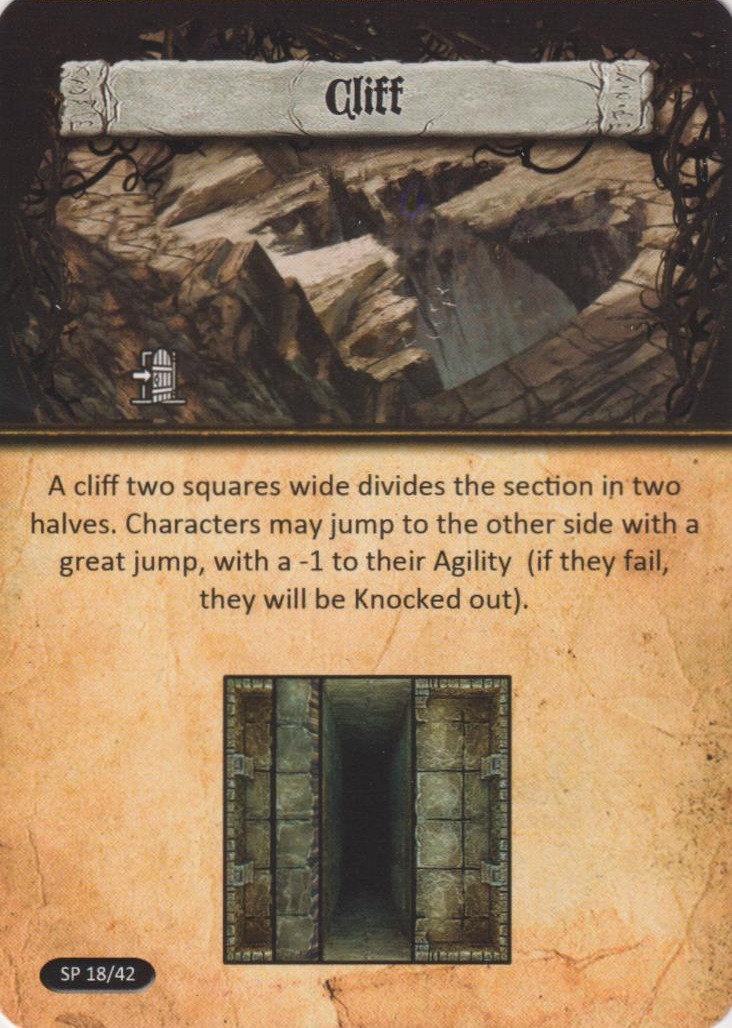 Cliff
A cliff two squares wide divides the section in two
halves. Characters may jump to the other side with a
great jump, with a -1 to their Agility (if they fail,
they will be Knocked out).
SP 18/42